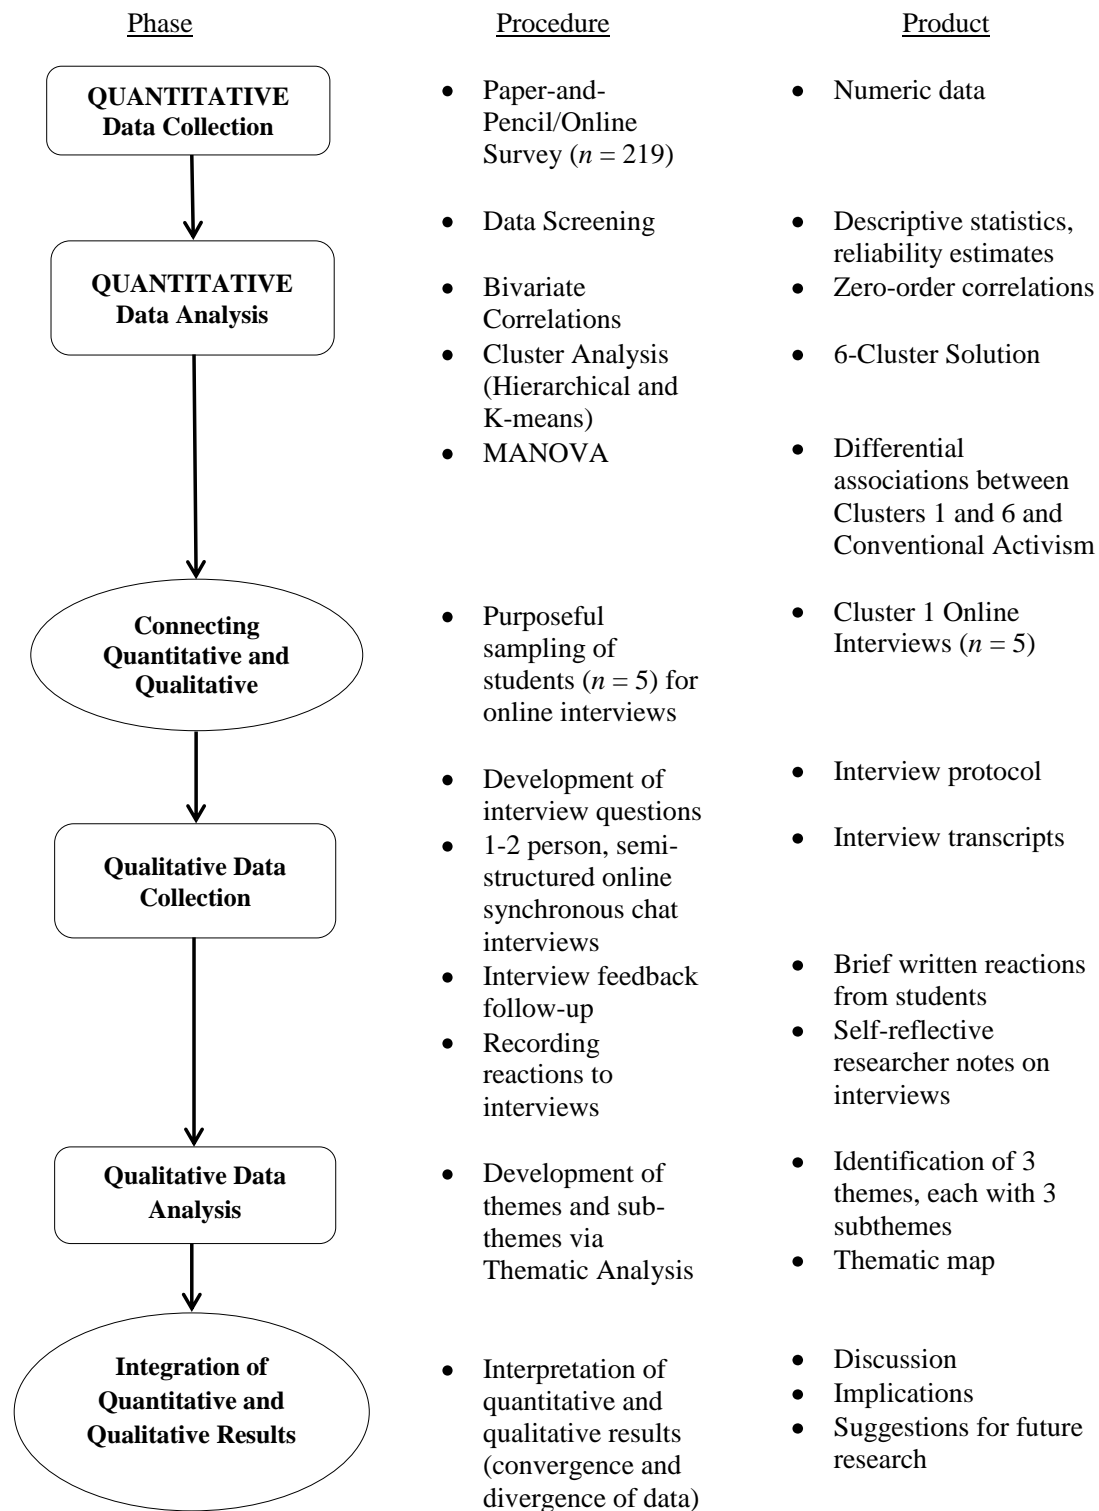 Phase
Procedure
Product
QUANTITATIVE
Data Collection
• Paper-and-
Pencil/Online
Survey (n = 219)
• Numeric data
QUANTITATIVE
Data Analysis
• Data Screening
• Bivariate
Correlations
• Cluster Analysis
(Hierarchical and
K-means)
• MANOVA
• Descriptive statistics,
reliability estimates
• Zero-order correlations
• 6-Cluster Solution
• Differential
associations between
Clusters 1 and 6 and
Conventional Activism
Connecting
Quantitative and
Qualitative
• Purposeful
sampling of
students (n = 5) for
online interviews
• Cluster 1 Online
Interviews (n = 5)
Qualitative Data
Collection
• Development of
interview questions
• 1-2 person, semi-
structured online
synchronous chat
interviews
• Interview feedback
follow-up
• Recording
reactions to
interviews
• Interview protocol
• Interview transcripts
• Brief written reactions
from students
• Self-reflective
researcher notes on
interviews
Qualitative Data
Analysis
• Development of
themes and sub-
themes via
Thematic Analysis
• Identification of 3
themes, each with 3
subthemes
• Thematic map
Integration of
Quantitative and
Qualitative Results
• Interpretation of
quantitative and
qualitative results
(convergence and
divergence of data)
• Discussion
• Implications
• Suggestions for future
research